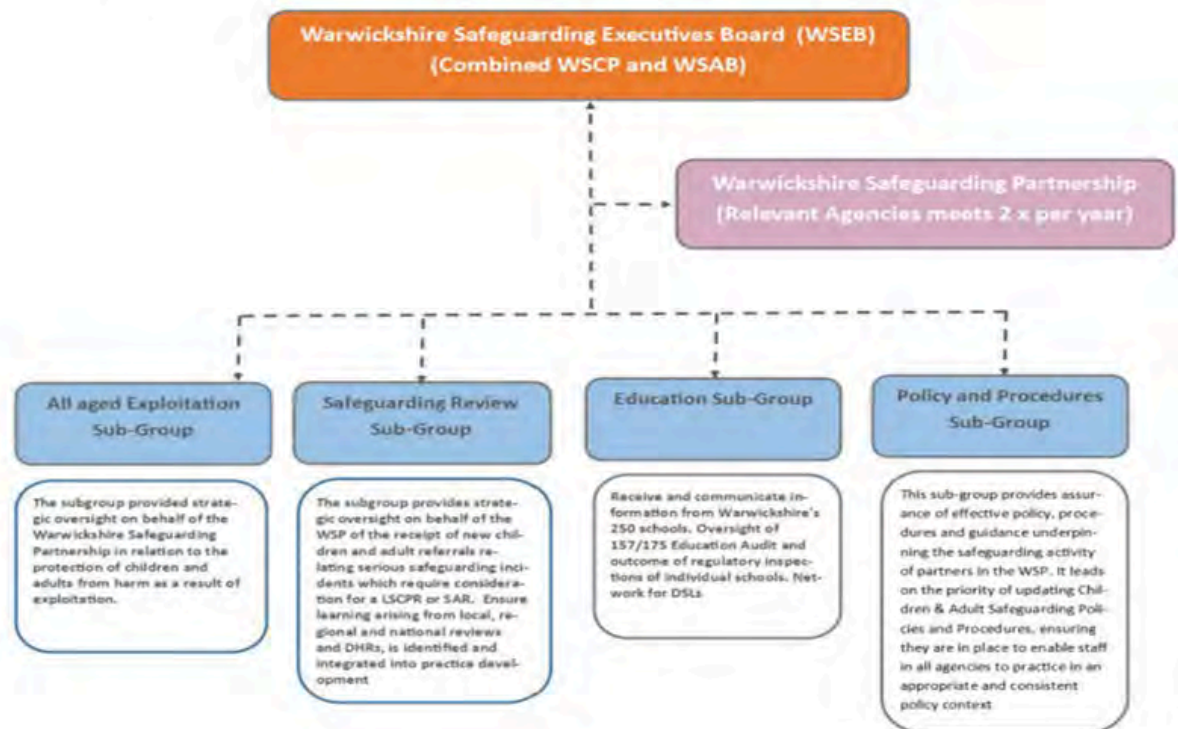 Warwickshire Safeguarding Executives Board (WSEB)
(Combined WSCP and WSAB)
Warwickshire Safeguarding Partnership
(Relevant Agencies meets 2 x per year)
All aged Exploitation
Sub-Group
The subgroup provided strate-
gic oversight on behalf of the
Warwickshire Safeguarding
Partnership in relation to the
protection of children and
adults from harm as a result of
exploitation.
Safeguarding Review
Sub-Group
The subgroup provides strate-
gic oversight on behalf of the
WSP of the receipt of new chil-
dren and adult referrals re-
lating serious safeguarding inci-
dents which require considera-
tion for a LSCPR or SAR. Ensure
learning arising from local, re-
gional and national reviews
and DHRs, is identified and
integrated into practice devel-
opment
Education Sub-Group
Receive and communicate in-
formation from Warwickshire's
250 schools. Oversight of
157/175 Education Audit and
outcome of regulatory inspec-
tions of individual schools. Net-
work for DSLs
Policy and Procedures
Sub-Group
This sub-group provides assur-
ance of effective policy, proce-
dures and guidance underpin-
ning the safeguarding activity
of partners in the WSP. It leads
on the priority of updating Chil-
dren & Adult Safeguarding Poli-
cies and Procedures, ensuring
they are in place to enable staff
in all agencies to practice in an
appropriate and consistent
policy context